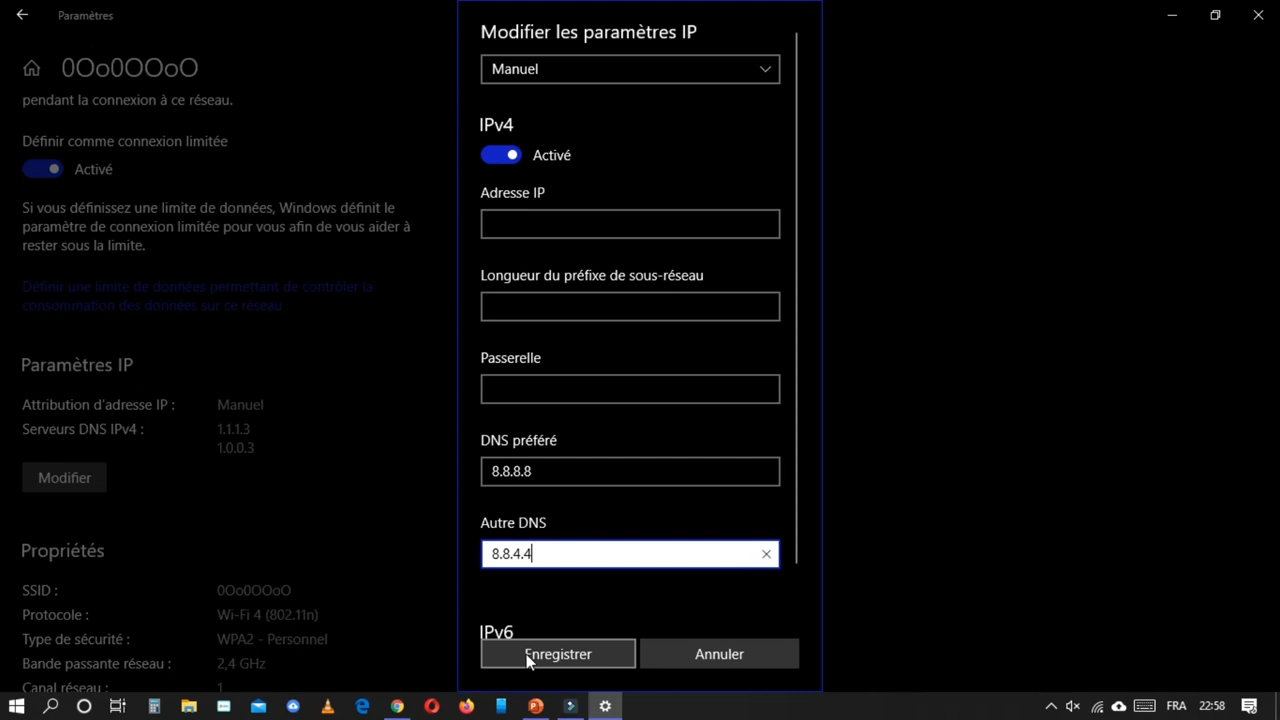 Paramètres
0Oo0OOoO
pendant la connexion à ce réseau.
Définir comme connexion limitée
Activé
Si vous définissez une limite de données, Windows définit le
paramètre de connexion limitée pour vous afin de vous aider à
rester sous la limite.
Définir une limite de données permettant de contrôler la
consommation des données sur ce réseau
Paramètres IP
Attribution d'adresse IP : Manuel
Serveurs DNS IPv4 : 1.1.1.3
1.0.0.3
Modifier
Propriétés
SSID : 0Oo0OOoO
Protocole : Wi-Fi 4 (802.11n)
Type de sécurité : WPA2 - Personnel
Bande passante réseau : 2,4 GHz
Canal réseau : 1
Modifier les paramètres IP
Manuel
IPv4
Activé
Adresse IP
Longueur du préfixe de sous-réseau
Passerelle
DNS préféré
8.8.8.8
Autre DNS
8.8.4.4
IPv6
Enregistrer Annuler
FRA 22:58